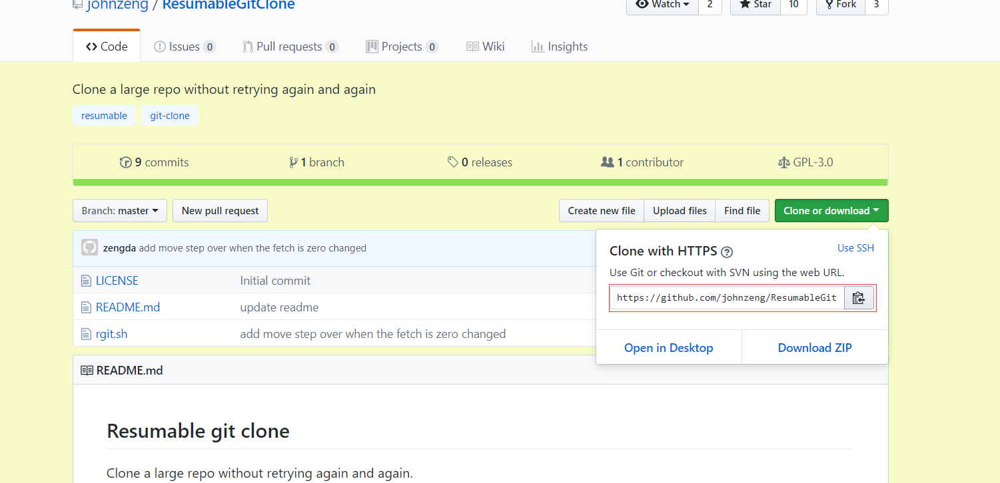 johnzeng / ResumableGitClone
Watch 2 Star 10 Fork 3
Code Issues 0 Pull requests 0 Projects 0 Wiki Insights
Clone a large repo without retrying again and again
resumable git-clone
9 commits 1 branch 0 releases 1 contributor GPL-3.0
Branch: master New pull request Create new file Upload files Find file Clone or download
zengda add move step over when the fetch is zero changed
LICENSE Initial commit
README.md update readme
rgit.sh add move step over when the fetch is zero changed
Clone with HTTPS ? Use SSH
Use Git or checkout with SVN using the web URL.
https://github.com/johnzeng/ResumableGit
Open in Desktop Download ZIP
README.md
Resumable git clone
Clone a large repo without retrying again and again.